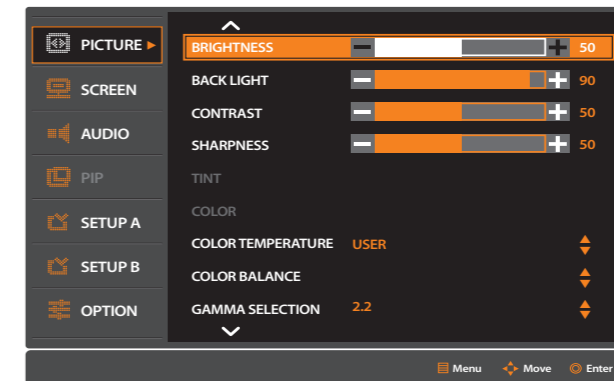 PICTURE
SCREEN
AUDIO
PIP
SETUP A
SETUP B
OPTION
BRIGHTNESS 50
BACK LIGHT 90
CONTRAST 50
SHARPNESS 50
TINT
COLOR
COLOR TEMPERATURE USER
COLOR BALANCE
GAMMA SELECTION 2.2
Menu Move Enter